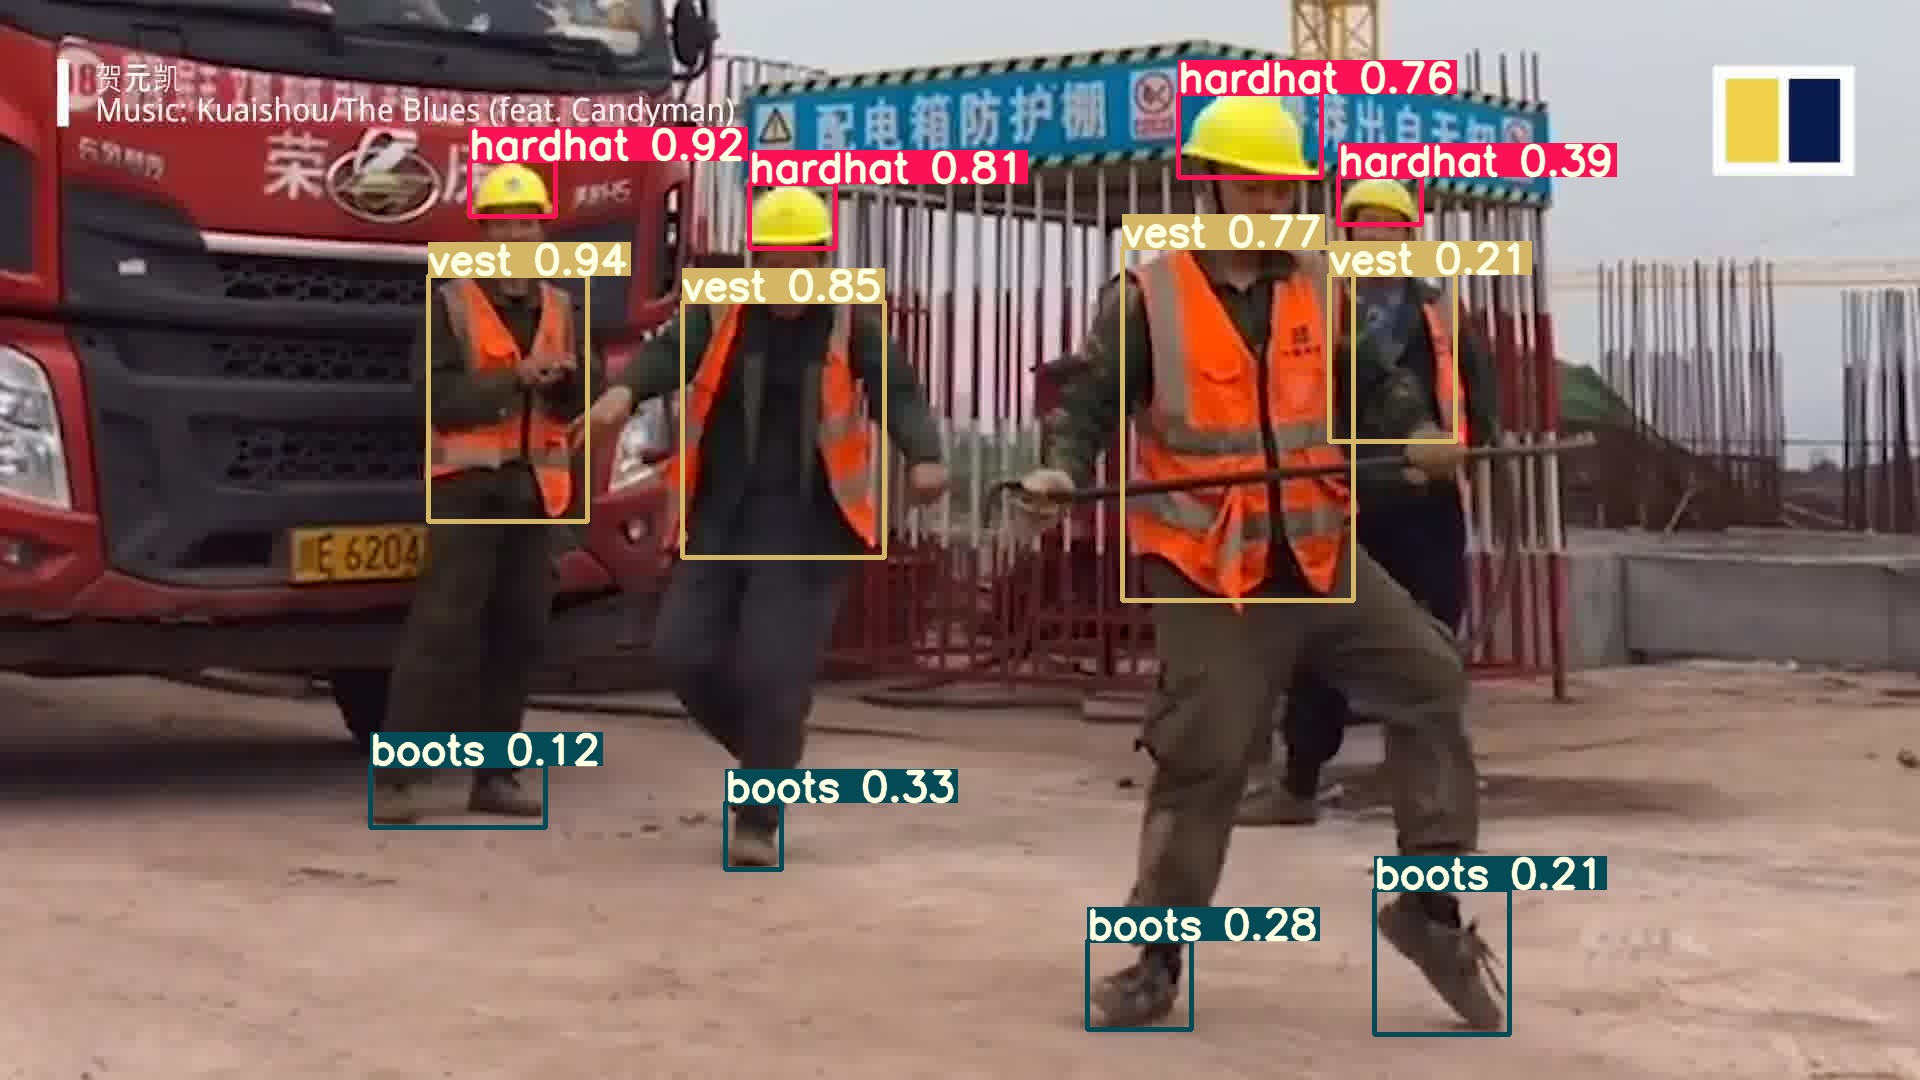 贺元凯
Music: Kuaishou/The Blues (feat. Candyman)
hardhat 0.76
配电箱防护棚
hardhat 0.92
hardhat 0.81
hardhat 0.39
荣
vest 0.94
vest 0.85
vest 0.77
vest 0.21
E 6204
boots 0.12
boots 0.33
boots 0.28
boots 0.21